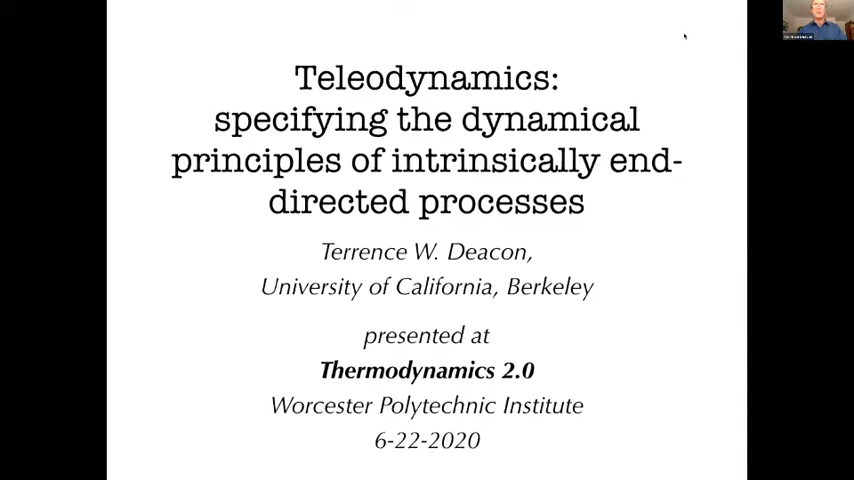 Teleodynamics:
specifying the dynamical
principles of intrinsically end-
directed processes
Terrence W. Deacon,
University of California, Berkeley
presented at
Thermodynamics 2.0
Worcester Polytechnic Institute
6-22-2020